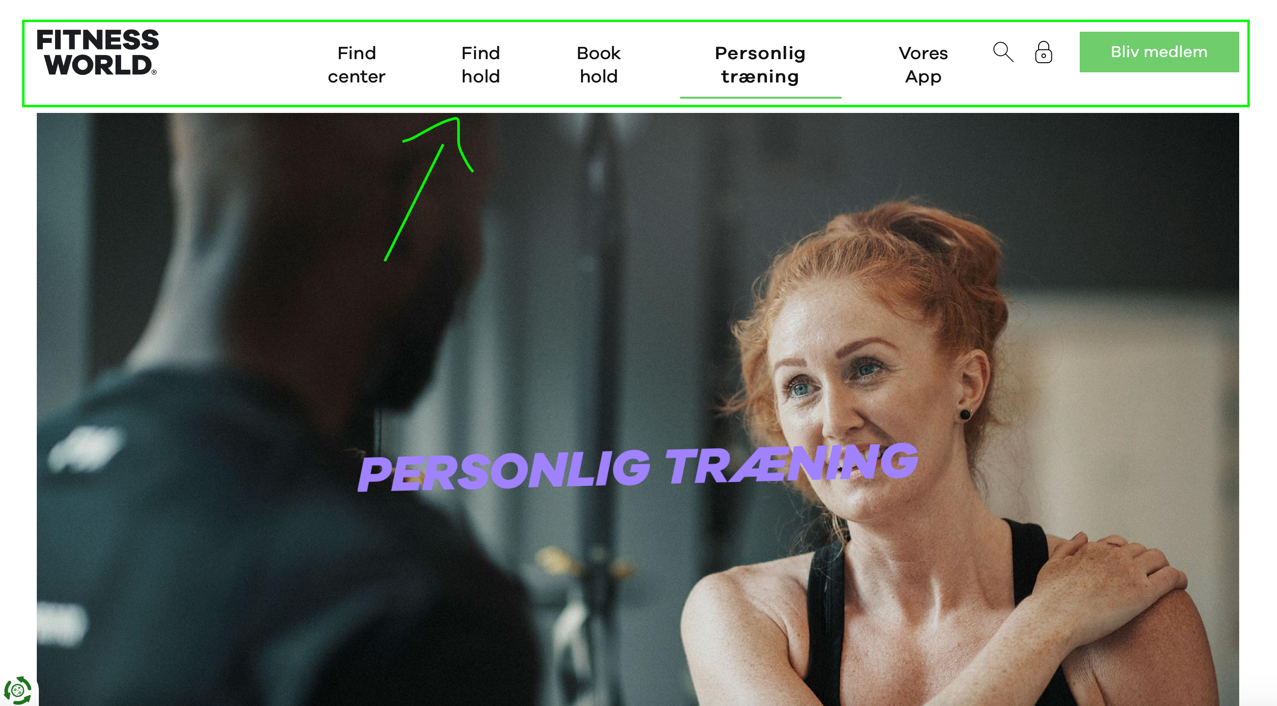 FITNESS
WORLD®
Find
center
Find
hold
Book
hold
Personlig
træning
Vores
App
Bliv medlem
PERSONLIG TRÆNING